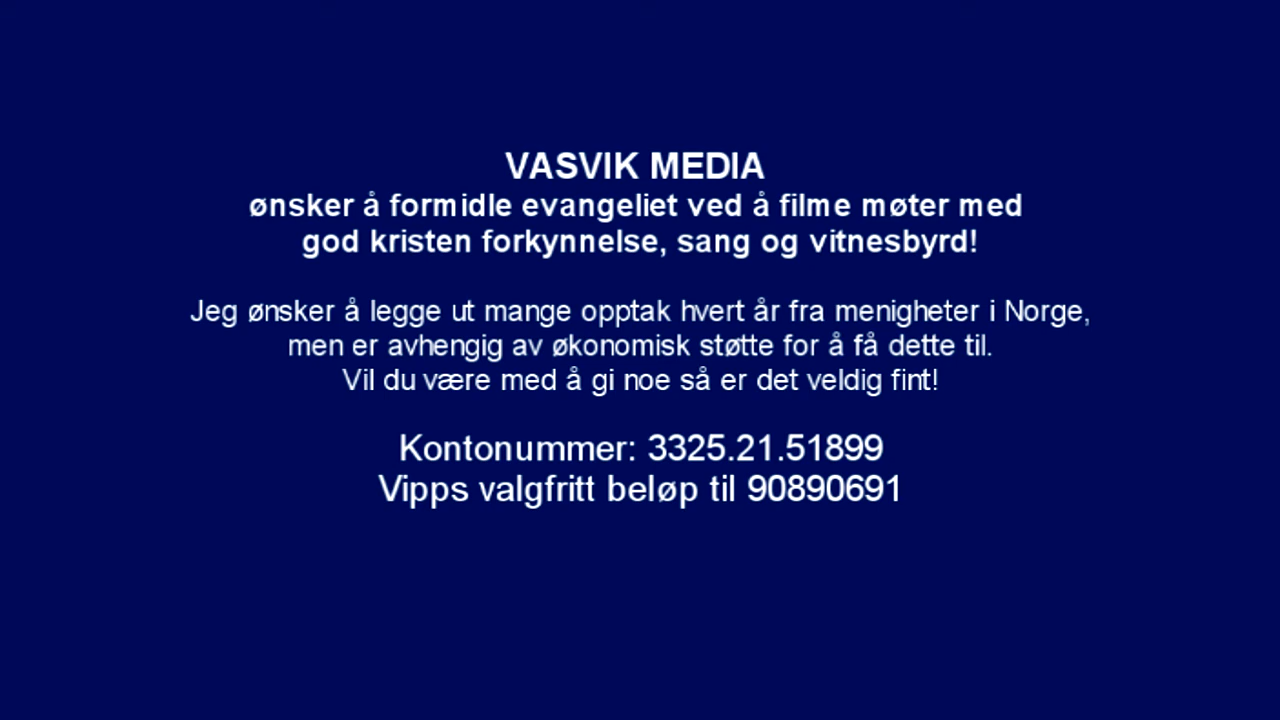 VASVIK MEDIA
ønsker å formidle evangeliet ved å filme møter med
god kristen forkynnelse, sang og vitnesbyrd!
Jeg ønsker å legge ut mange opptak hvert år fra menigheter i Norge,
men er avhengig av økonomisk støtte for å få dette til.
Vil du være med å gi noe så er det veldig fint!
Kontonummer: 3325.21.51899
Vipps valgfritt beløp til 90890691